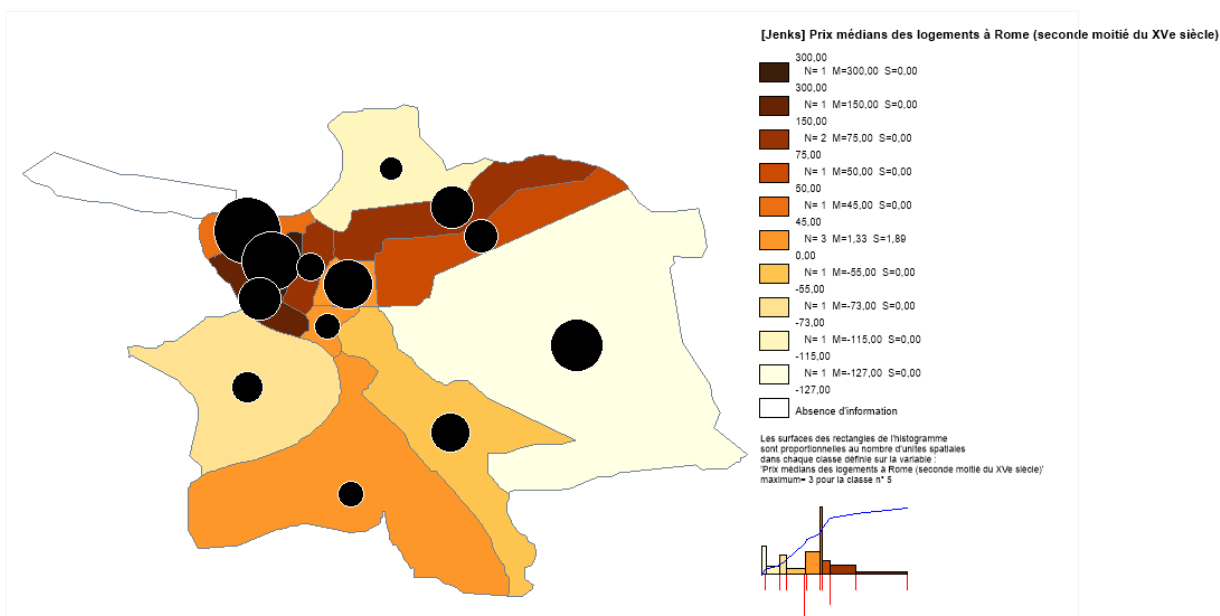 [Jenks] Prix médians des logements à Rome (seconde moitié du XVe siècle)
300,00
N= 1 M=300,00 S=0,00
300,00
N= 1 M=150,00 S=0,00
150,00
N= 2 M=75,00 S=0,00
75,00
N= 1 M=50,00 S=0,00
50,00
N= 1 M=45,00 S=0,00
45,00
N= 3 M=1,33 S=1,89
0,00
N= 1 M=-55,00 S=0,00
-55,00
N= 1 M=-73,00 S=0,00
-73,00
N= 1 M=-115,00 S=0,00
-115,00
N= 1 M=-127,00 S=0,00
-127,00
Absence d'information
Les surfaces des rectangles de l'histogramme
sont proportionnelles au nombre d'unites spatiales
dans chaque classe définie sur la variable :
'Prix médians des logements à Rome (seconde moitié du XVe siècle)'
maximum= 3 pour la classe n° 5